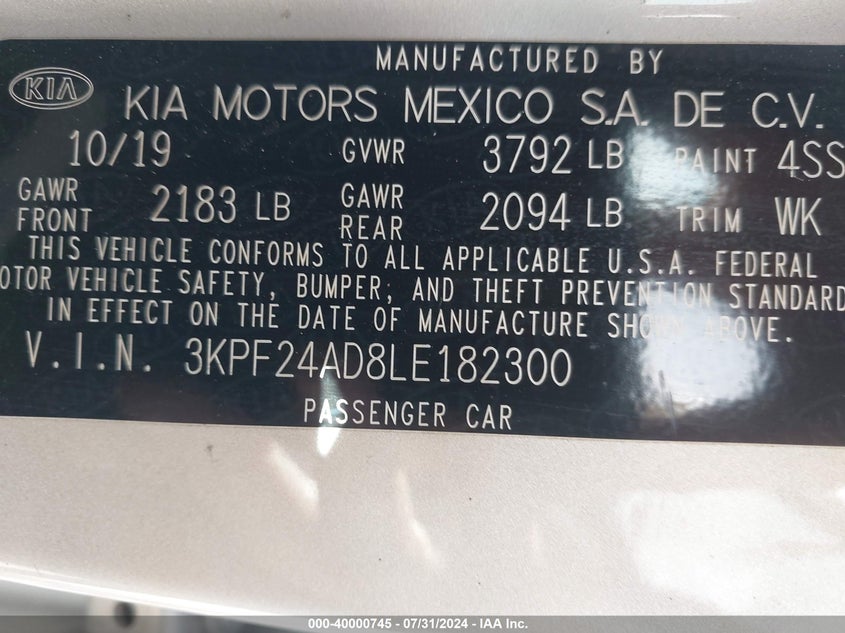 MANUFACTURED BY
KIA KIA MOTORS MEXICO S.A. DE C.V.
10/19 GVWR 3792 LB PAINT 4SS
GAWR FRONT 2183 LB GAWR REAR 2094 LB TRIM WK
THIS VEHICLE CONFORMS TO ALL APPLICABLE U.S.A. FEDERAL
OTOR VEHICLE SAFETY, BUMPER, AND THEFT PREVENTION STANDARD
IN EFFECT ON THE DATE OF MANUFACTURE SHOWN ABOVE.
V.I.N. 3KPF24AD8LE182300
PASSENGER CAR
000-40000745 - 07/31/2024 - IAA Inc.